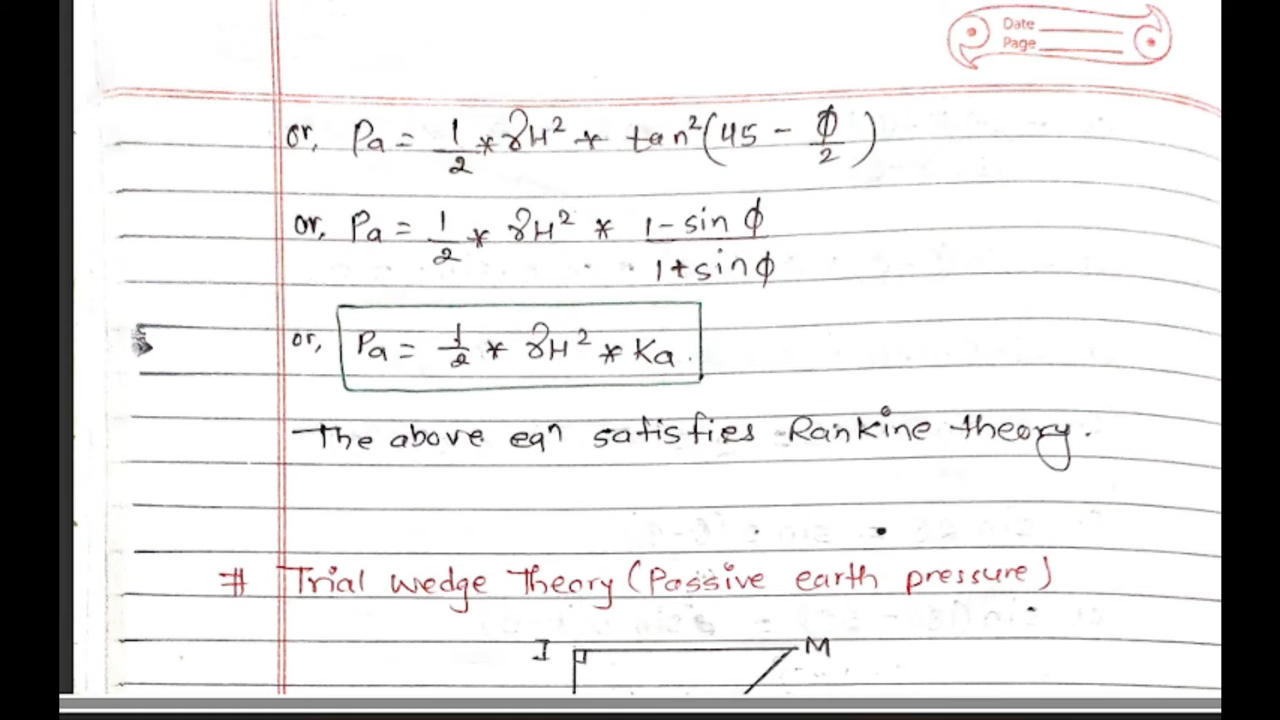 Date
Page
or, Pa = 1/2 * γH² * tan²(45 - ϕ/2)
or, Pa = 1/2 * γH² * (1 - sin ϕ)/(1 + sin ϕ)
or, Pa = 1/2 * γH² * Ka.
The above eqⁿ satisfies Rankine theory.
# Trial wedge Theory (Passive earth pressure)
I M